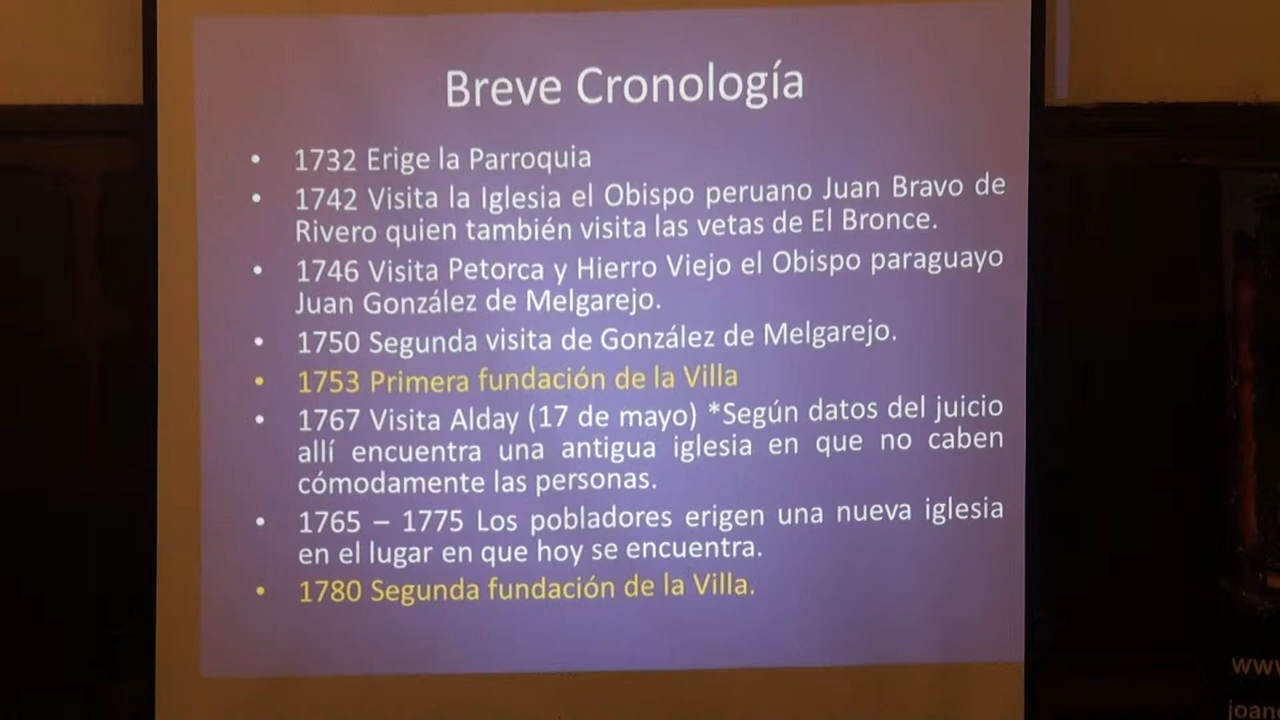 Breve Cronología
• 1732 Erige la Parroquia
• 1742 Visita la Iglesia el Obispo peruano Juan Bravo de
Rivero quien también visita las vetas de El Bronce.
• 1746 Visita Petorca y Hierro Viejo el Obispo paraguayo
Juan González de Melgarejo.
• 1750 Segunda visita de González de Melgarejo.
• 1753 Primera fundación de la Villa
• 1767 Visita Alday (17 de mayo) *Según datos del juicio
allí encuentra una antigua iglesia en que no caben
cómodamente las personas.
• 1765 – 1775 Los pobladores erigen una nueva iglesia
en el lugar en que hoy se encuentra.
• 1780 Segunda fundación de la Villa.